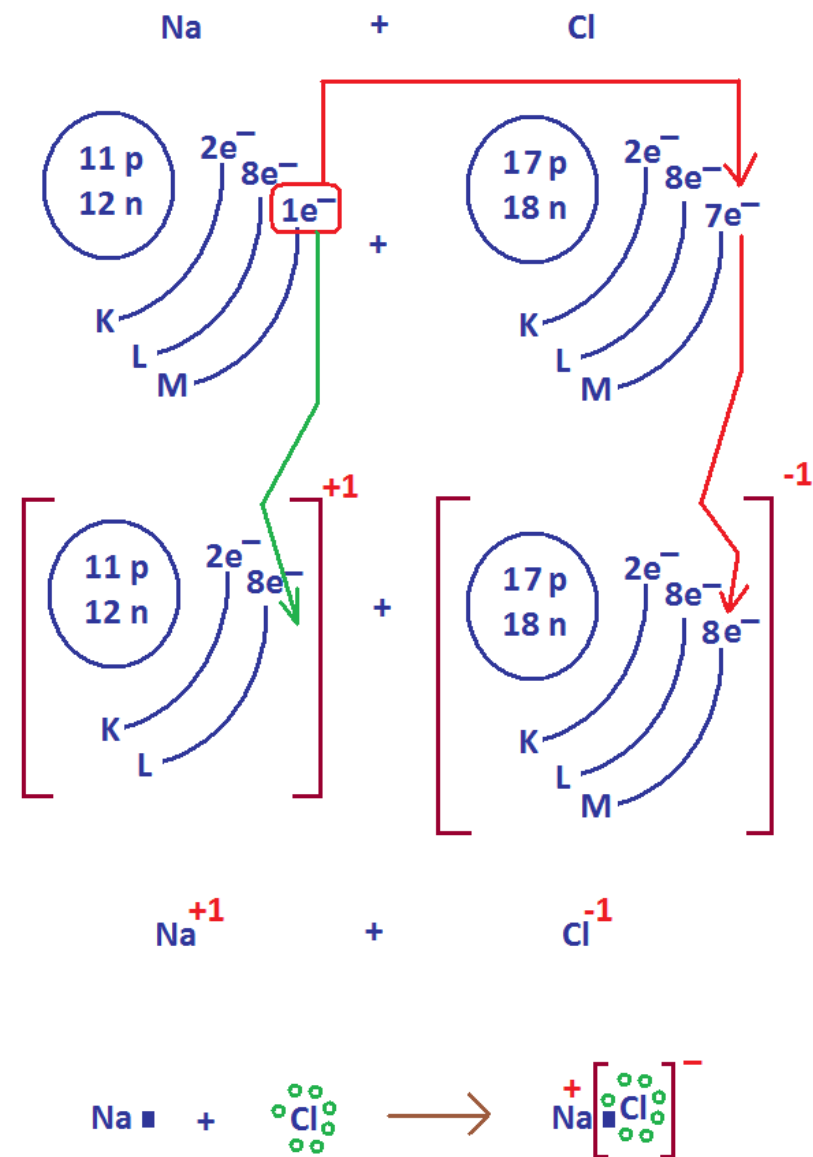 Na + Cl
11 p
12 n
2e⁻
8e⁻
1e⁻
K
L
M
+
17 p
18 n
2e⁻
8e⁻
7e⁻
K
L
M
+1
11 p
12 n
2e⁻
8e⁻
K
L
+
-1
17 p
18 n
2e⁻
8e⁻
8e⁻
K
L
M
Na+1 + Cl-1
Na + Cl
+
Na Cl
−